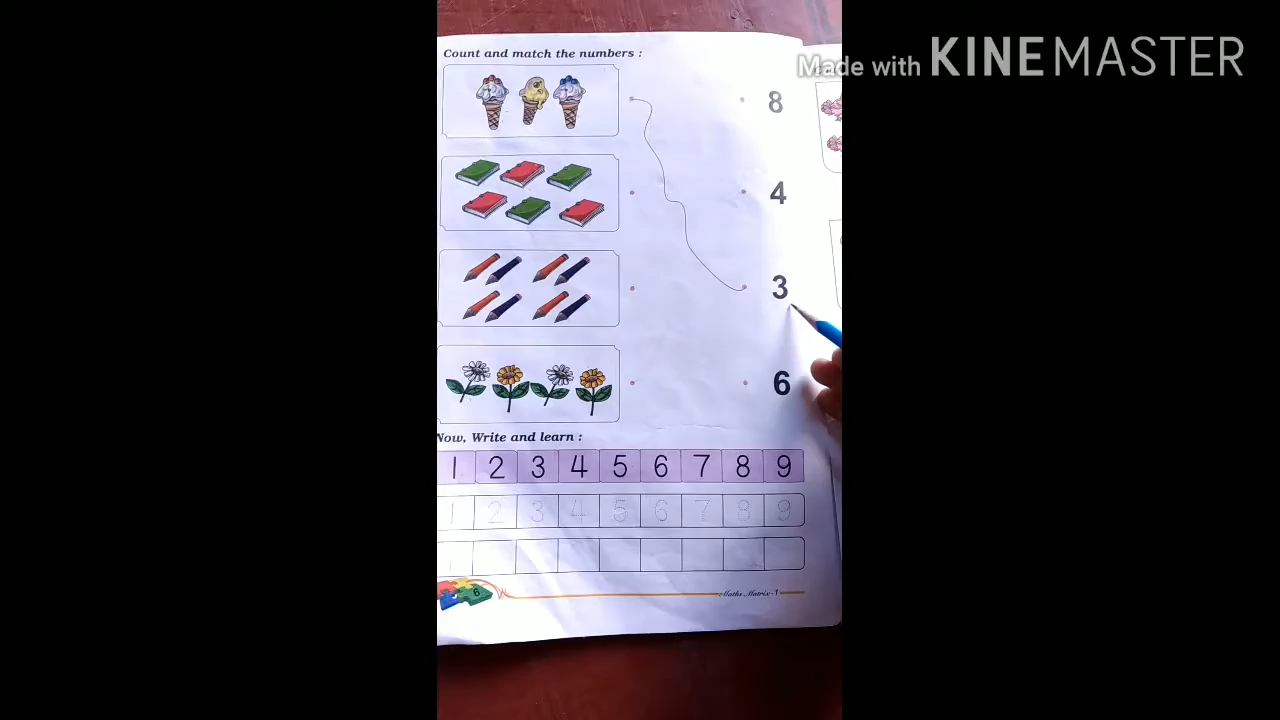 Made with KINEMASTER
Count and match the numbers :
8
4
3
6
Now, Write and learn :
1 2 3 4 5 6 7 8 9
1 2 3 4 5 6 7 8 9
6
Maths Matrix-1